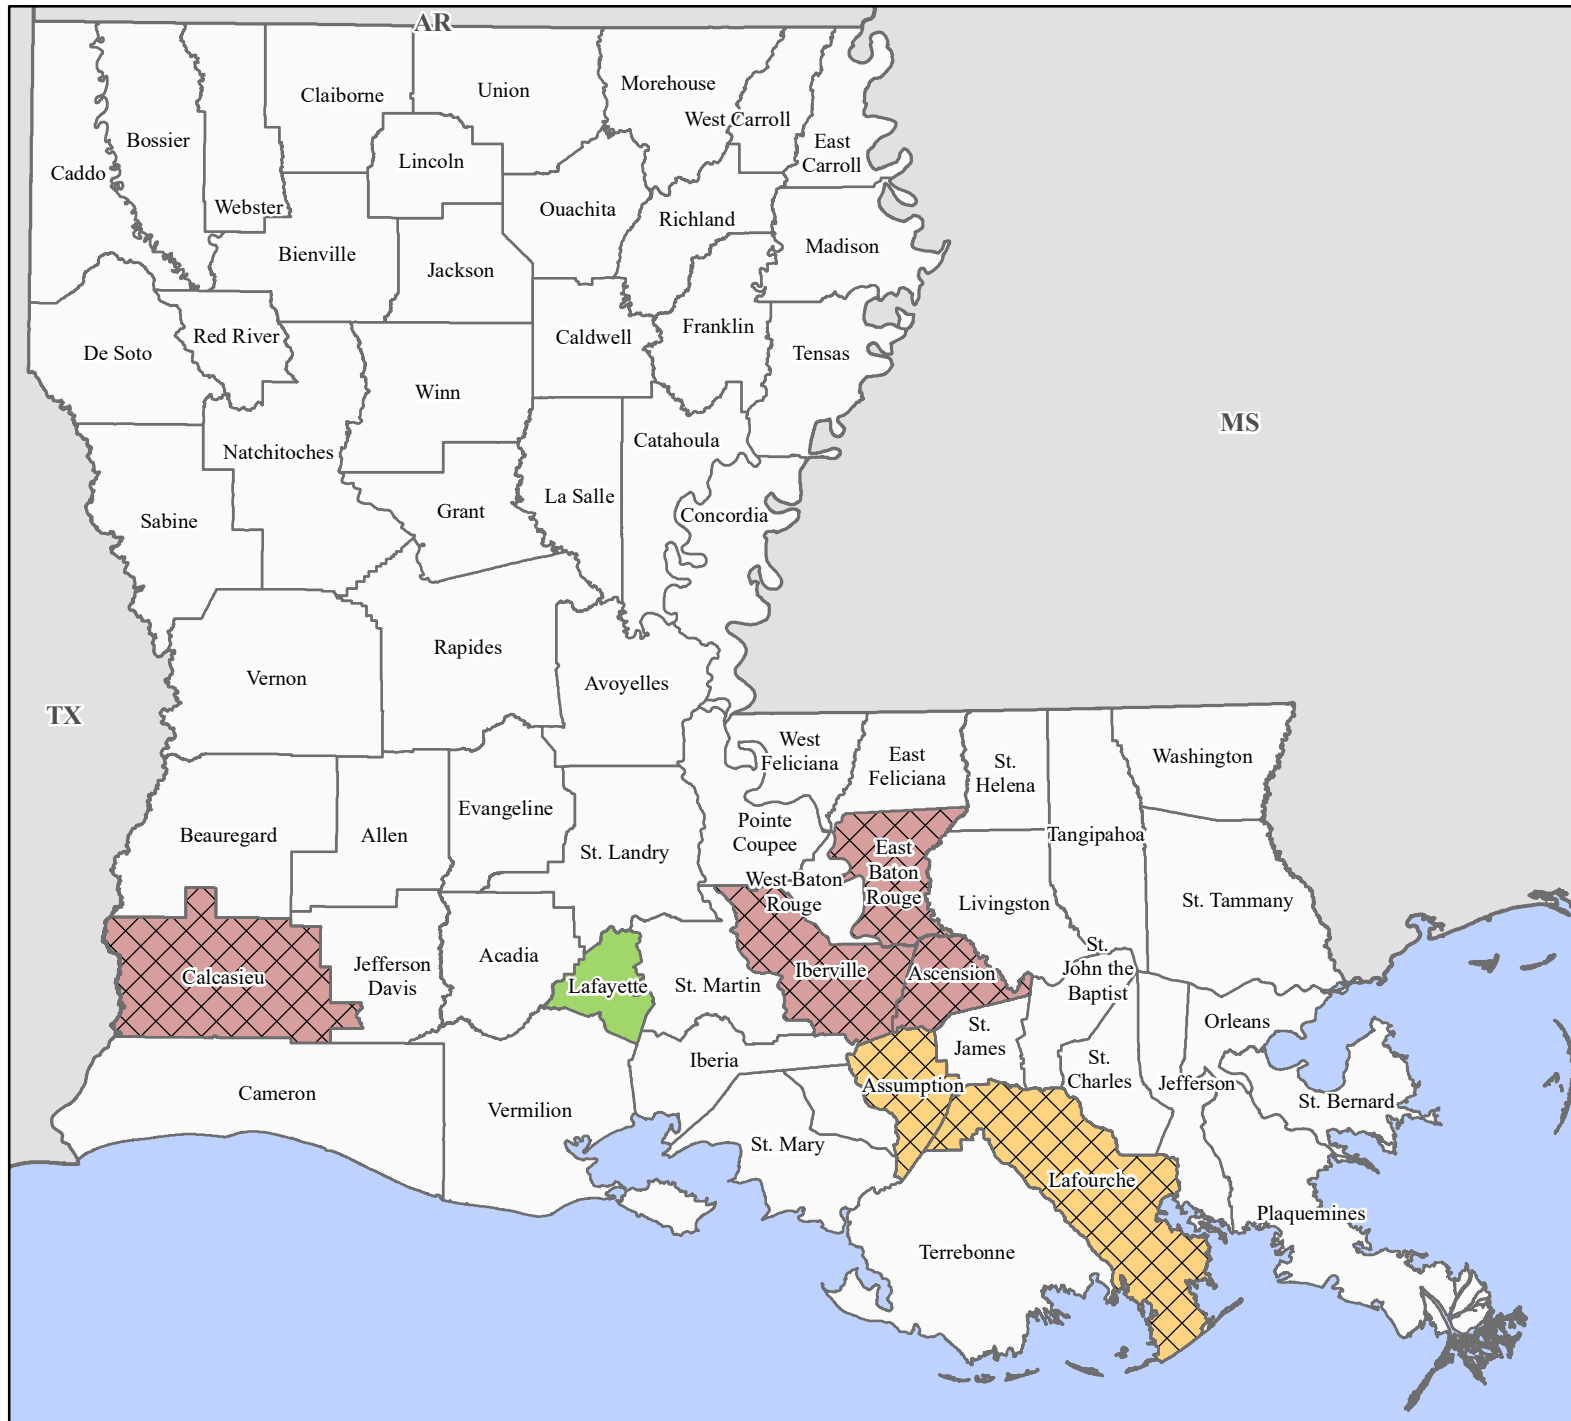 AR
Claiborne
Union
Morehouse
West Carroll
East
Carroll
Bossier
Caddo
Lincoln
Webster
Ouachita
Richland
Madison
Bienville
Jackson
Red River
De Soto
Caldwell
Franklin
Tensas
Winn
MS
Natchitoches
Catahoula
La Salle
Grant
Concordia
Sabine
Rapides
Vernon
Avoyelles
TX
West
Feliciana
East
Feliciana
St.
Helena
Washington
Evangeline
Beauregard
Allen
Pointe
Coupee
Tangipahoa
St. Landry
East
Baton
Rouge
West Baton
Rouge
Livingston
St. Tammany
Acadia
Jefferson
Davis
Calcasieu
Lafayette
St. Martin
Iberville
Ascension
St.
John the
Baptist
Orleans
St.
James
Iberia
St.
Charles
Assumption
Jefferson
St. Bernard
Cameron
Vermilion
St. Mary
Lafourche
Plaquemines
Terrebonne